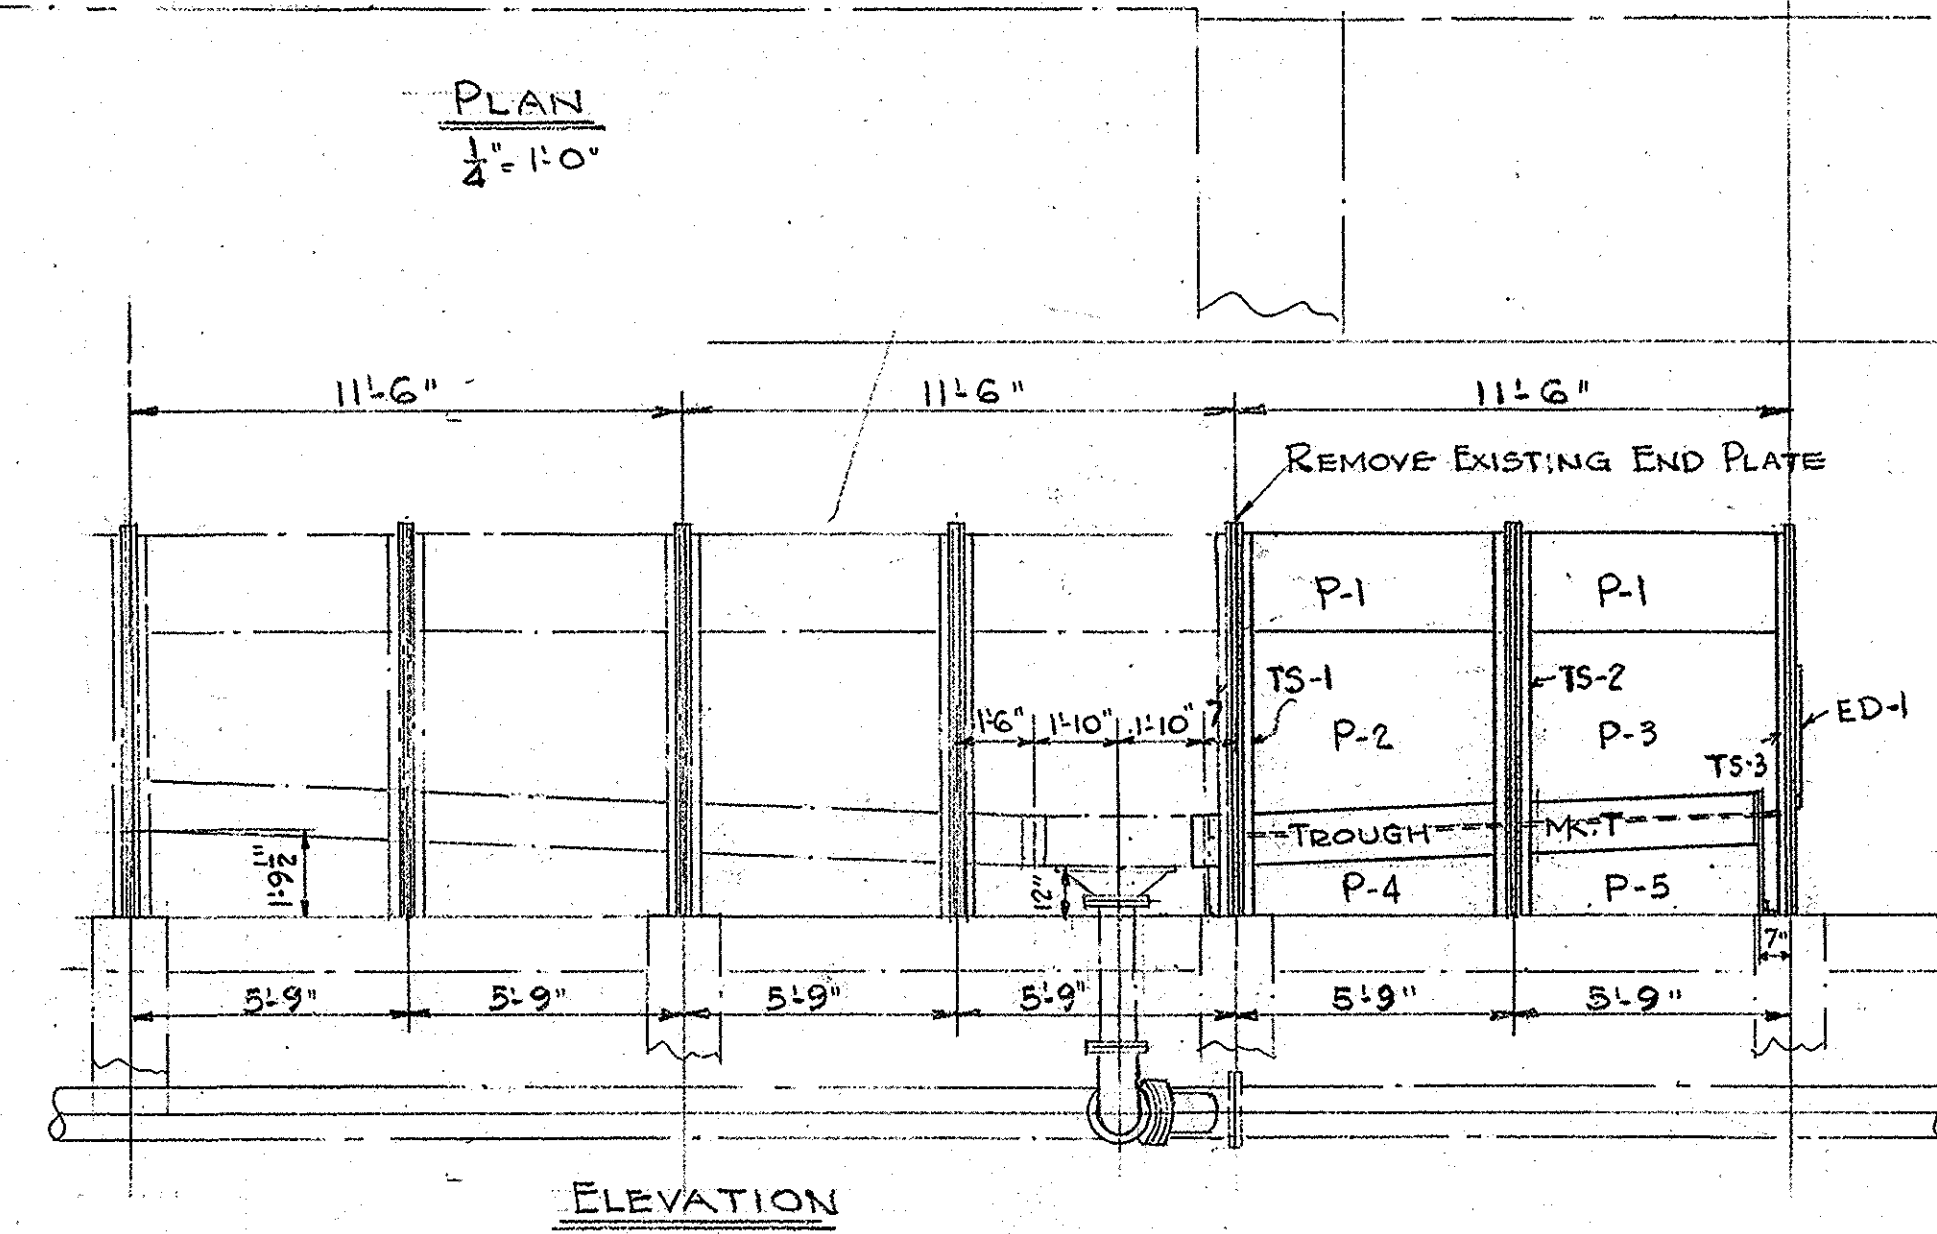 PLAN
1/4" = 1'-0"
11'-6" 11'-6" 11'-6"
REMOVE EXISTING END PLATE
P-1 P-1
TS-1 TS-2
1'-6" 1'-10" 1'-10" 7
P-2 P-3 ED-1
TS-3
TROUGH MK.T
1'-9 1/2" 12" P-4 P-5
7"
5'-9" 5'-9" 5'-9" 5'-9" 5'-9" 5'-9"
ELEVATION